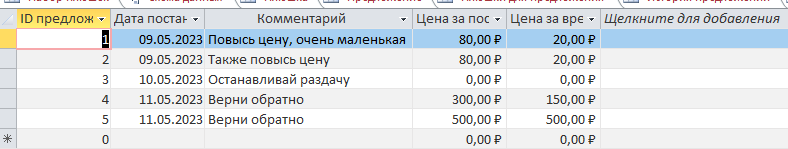 ID предлож Дата постан Комментарий Цена за пос Цена за вре Щелкните для добавления
1 09.05.2023 Повысь цену, очень маленькая 80,00 ₽ 20,00 ₽
2 09.05.2023 Также повысь цену 80,00 ₽ 20,00 ₽
3 10.05.2023 Останавливай раздачу 0,00 ₽ 0,00 ₽
4 11.05.2023 Верни обратно 300,00 ₽ 150,00 ₽
5 11.05.2023 Верни обратно 500,00 ₽ 500,00 ₽
0 0,00 ₽ 0,00 ₽